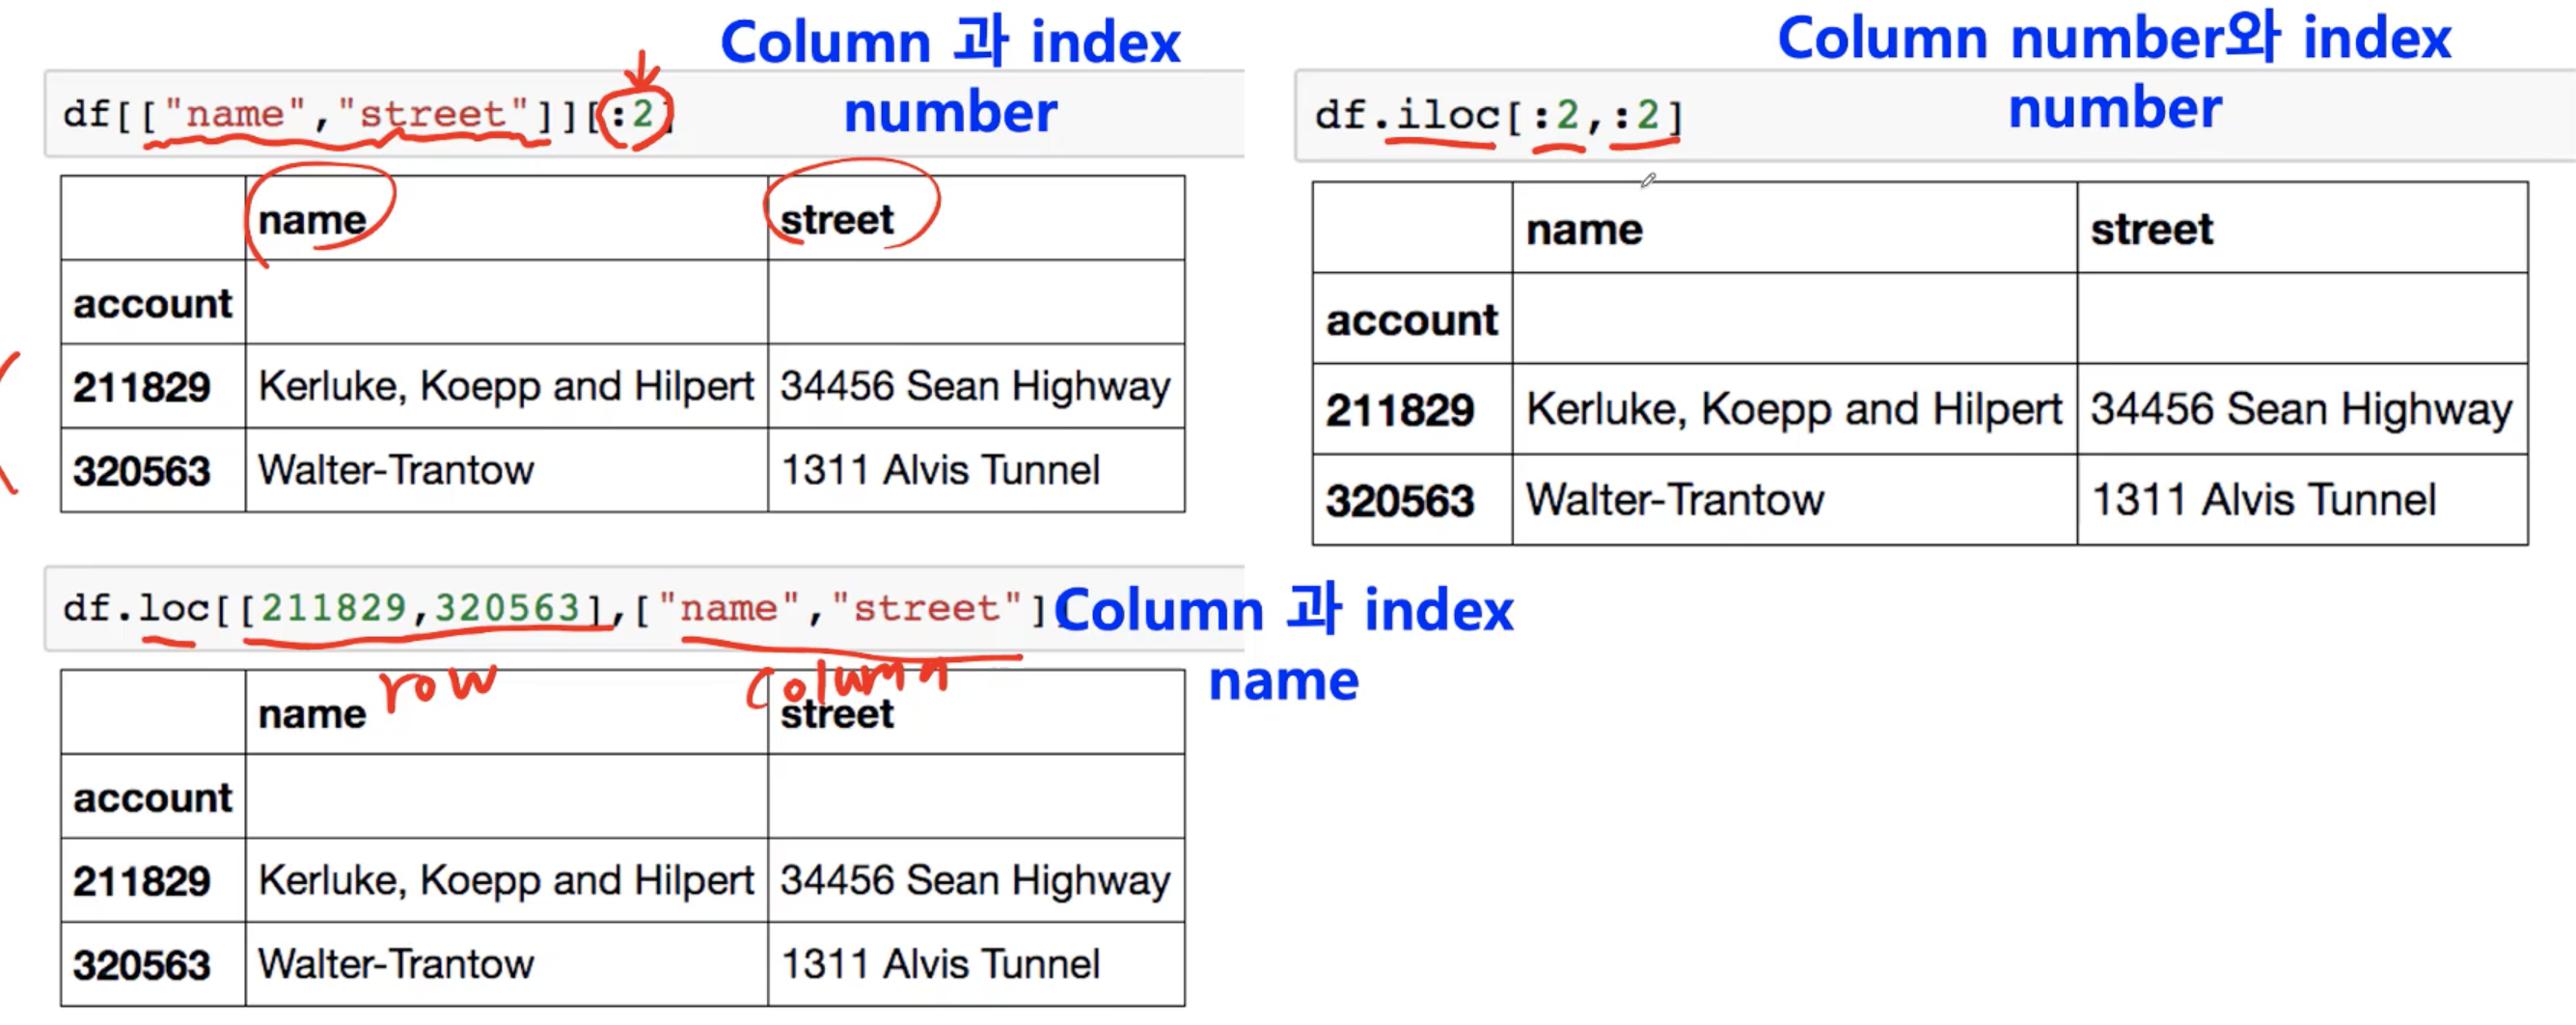 Column 과 index
number
df[["name","street"]][:2]
name street
account
211829 Kerluke, Koepp and Hilpert 34456 Sean Highway
320563 Walter-Trantow 1311 Alvis Tunnel
Column number와 index
number
df.iloc[:2,:2]
name street
account
211829 Kerluke, Koepp and Hilpert 34456 Sean Highway
320563 Walter-Trantow 1311 Alvis Tunnel
df.loc[[211829,320563],["name","street"]
Column 과 index
name
row column
name street
account
211829 Kerluke, Koepp and Hilpert 34456 Sean Highway
320563 Walter-Trantow 1311 Alvis Tunnel